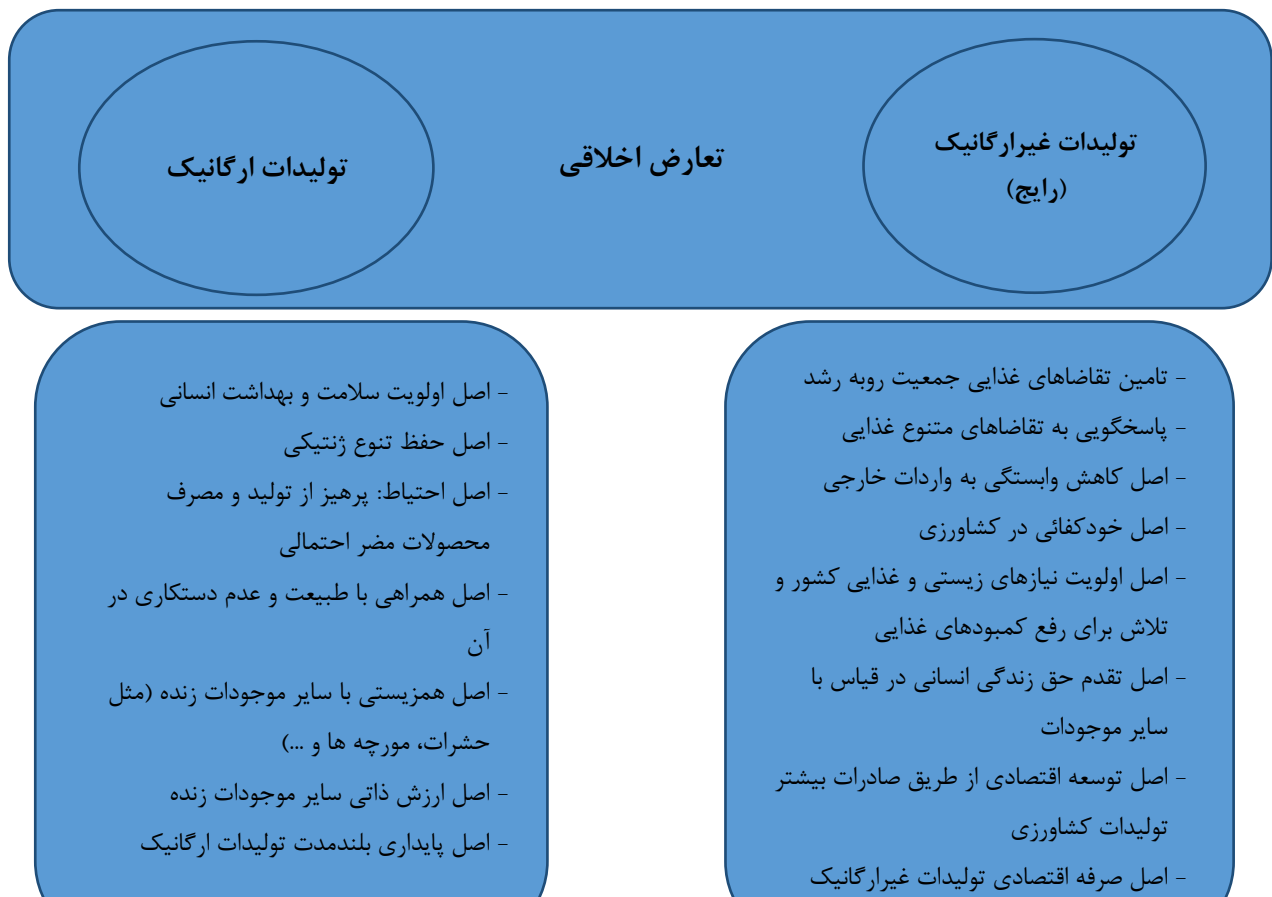 تولیدات غیرارگانیک
(رایج)
تعارض اخلاقی
تولیدات ارگانیک
- تامین تقاضاهای غذایی جمعیت روبه رشد
- پاسخگویی به تقاضاهای متنوع غذایی
- اصل کاهش وابستگی به واردات خارجی
- اصل خودکفائی در کشاورزی
- اصل اولویت نیازهای زیستی و غذایی کشور و
تلاش برای رفع کمبودهای غذایی
- اصل تقدم حق زندگی انسانی در قیاس با
سایر موجودات
- اصل توسعه اقتصادی از طریق صادرات بیشتر
تولیدات کشاورزی
- اصل صرفه اقتصادی تولیدات غیرارگانیک
- اصل اولویت سلامت و بهداشت انسانی
- اصل حفظ تنوع ژنتیکی
- اصل احتیاط: پرهیز از تولید و مصرف
محصولات مضر احتمالی
- اصل همراهی با طبیعت و عدم دستکاری در
آن
- اصل همزیستی با سایر موجودات زنده (مثل
حشرات، مورچه ها و ...)
- اصل ارزش ذاتی سایر موجودات زنده
- اصل پایداری بلندمدت تولیدات ارگانیک